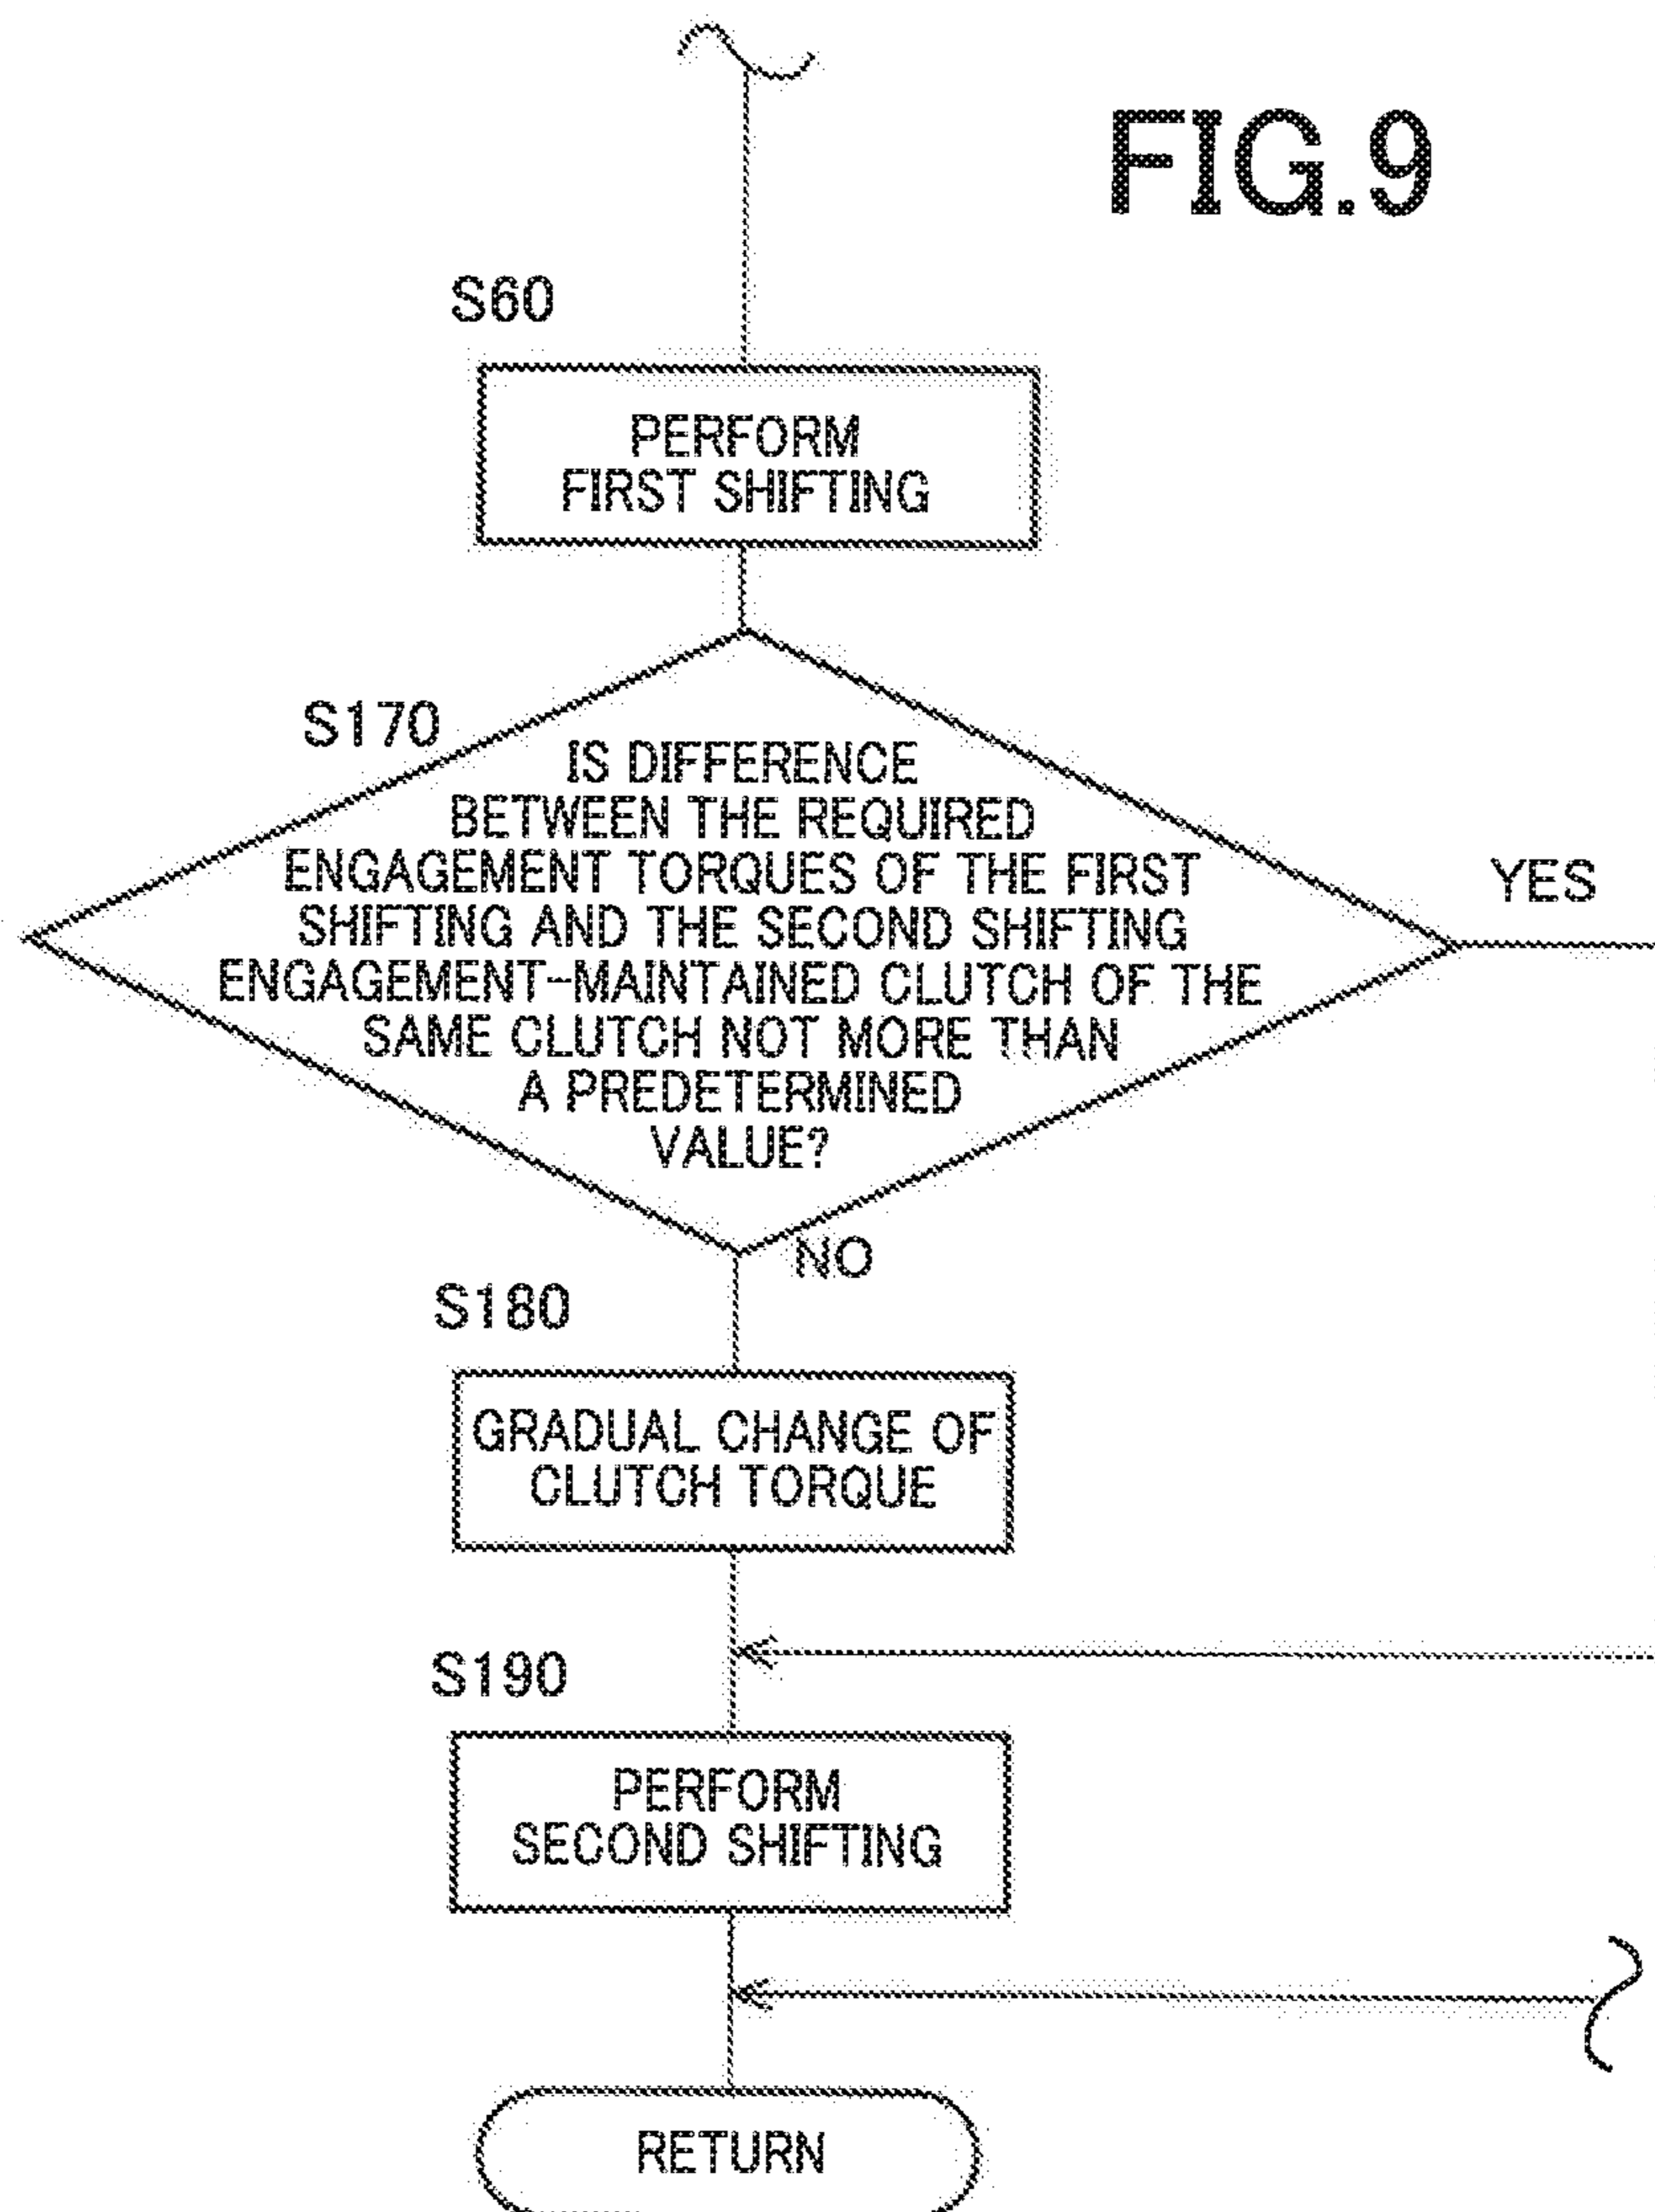 FIG.9
S60
PERFORM
FIRST SHIFTING
S170
IS DIFFERENCE
BETWEEN THE REQUIRED
ENGAGEMENT TORQUES OF THE FIRST
SHIFTING AND THE SECOND SHIFTING
ENGAGEMENT-MAINTAINED CLUTCH OF THE
SAME CLUTCH NOT MORE THAN
A PREDETERMINED
VALUE?
YES
NO
S180
GRADUAL CHANGE OF
CLUTCH TORQUE
S190
PERFORM
SECOND SHIFTING
RETURN